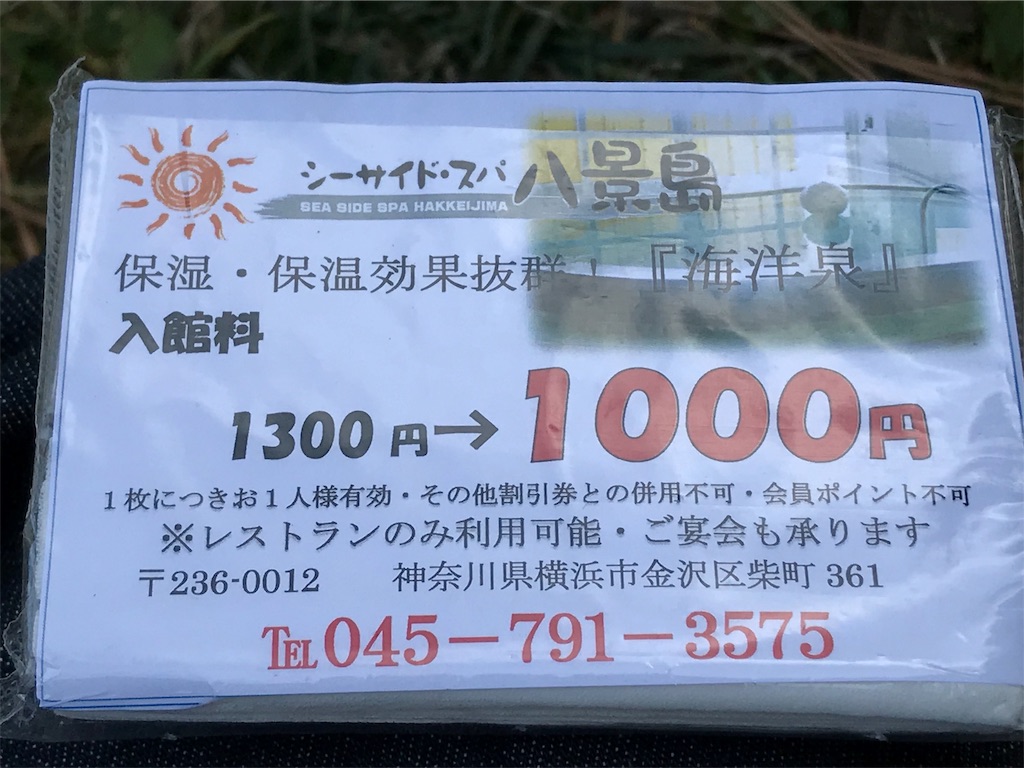 シーサイド・スパ 八景島
SEA SIDE SPA HAKKEIJIMA
保湿・保温効果抜群！『海洋泉』
入館料
1300円→1000円
１枚につきお１人様有効・その他割引券との併用不可・会員ポイント不可
※レストランのみ利用可能・ご宴会も承ります
〒236-0012 神奈川県横浜市金沢区柴町 361
℡045－791－3575